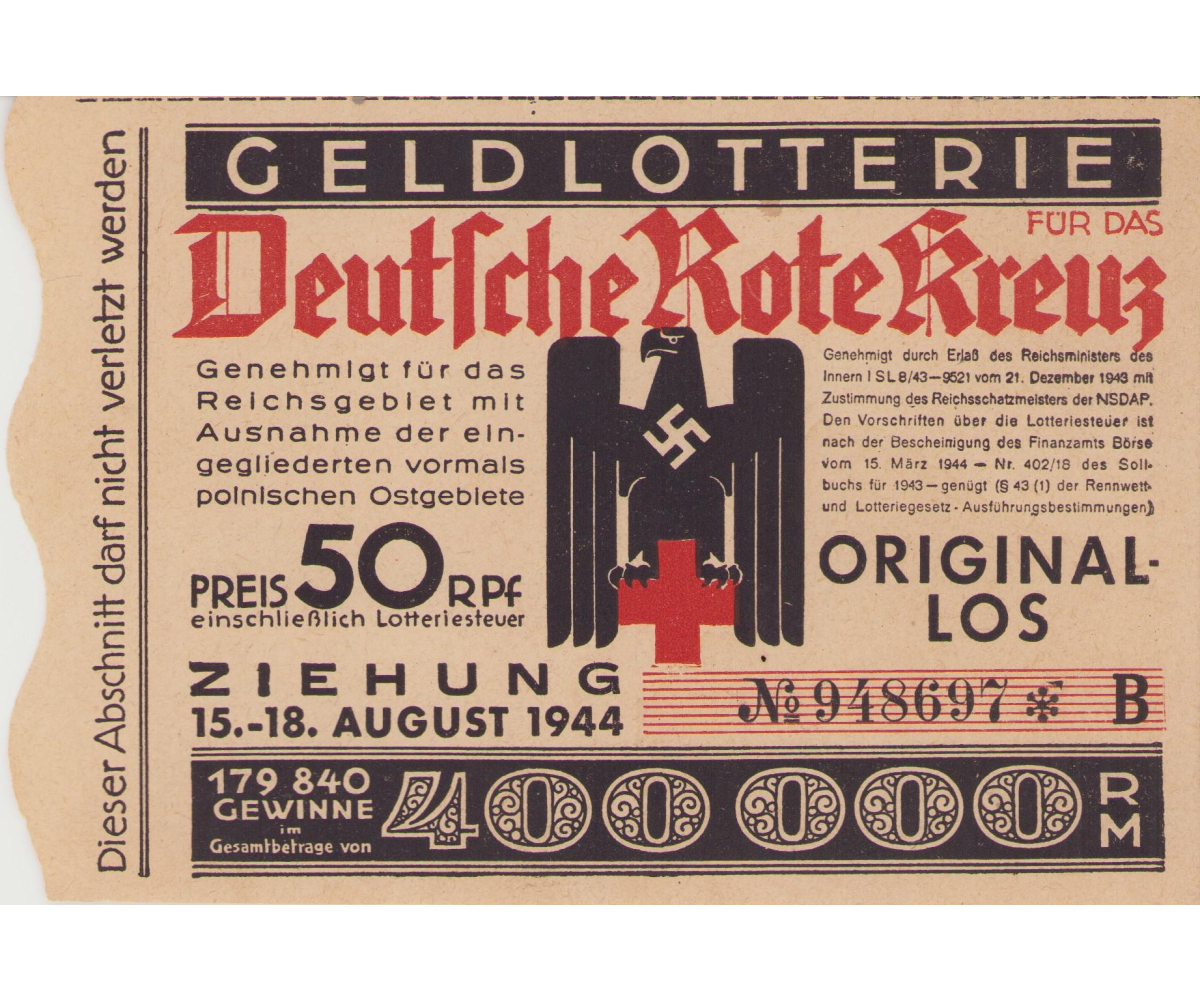 GELDLOTTERIE
FÜR DAS
Deutſche Rote Kreuz
Genehmigt für das
Reichsgebiet mit
Ausnahme der ein-
gegliederten vormals
polnischen Ostgebiete
PREIS 50 RPf
einschließlich Lotteriesteuer
Genehmigt durch Erlaß des Reichsministers des
Innern I SL 8/43—9521 vom 21. Dezember 1943 mit
Zustimmung des Reichsschatzmeisters der NSDAP.
Den Vorschriften über die Lotteriesteuer ist
nach der Bescheinigung des Finanzamts Börse
vom 15. März 1944 — Nr. 402/18 des Soll-
buchs für 1943 — genügt (§ 43 (1) der Rennwett-
und Lotteriegesetz-Ausführungsbestimmungen)
ORIGINAL-
LOS
ZIEHUNG
15.-18. AUGUST 1944
№ 948697 * B
179 840
GEWINNE
im
Gesamtbetrage von
400 000 RM
Dieser Abschnitt darf nicht verletzt werden